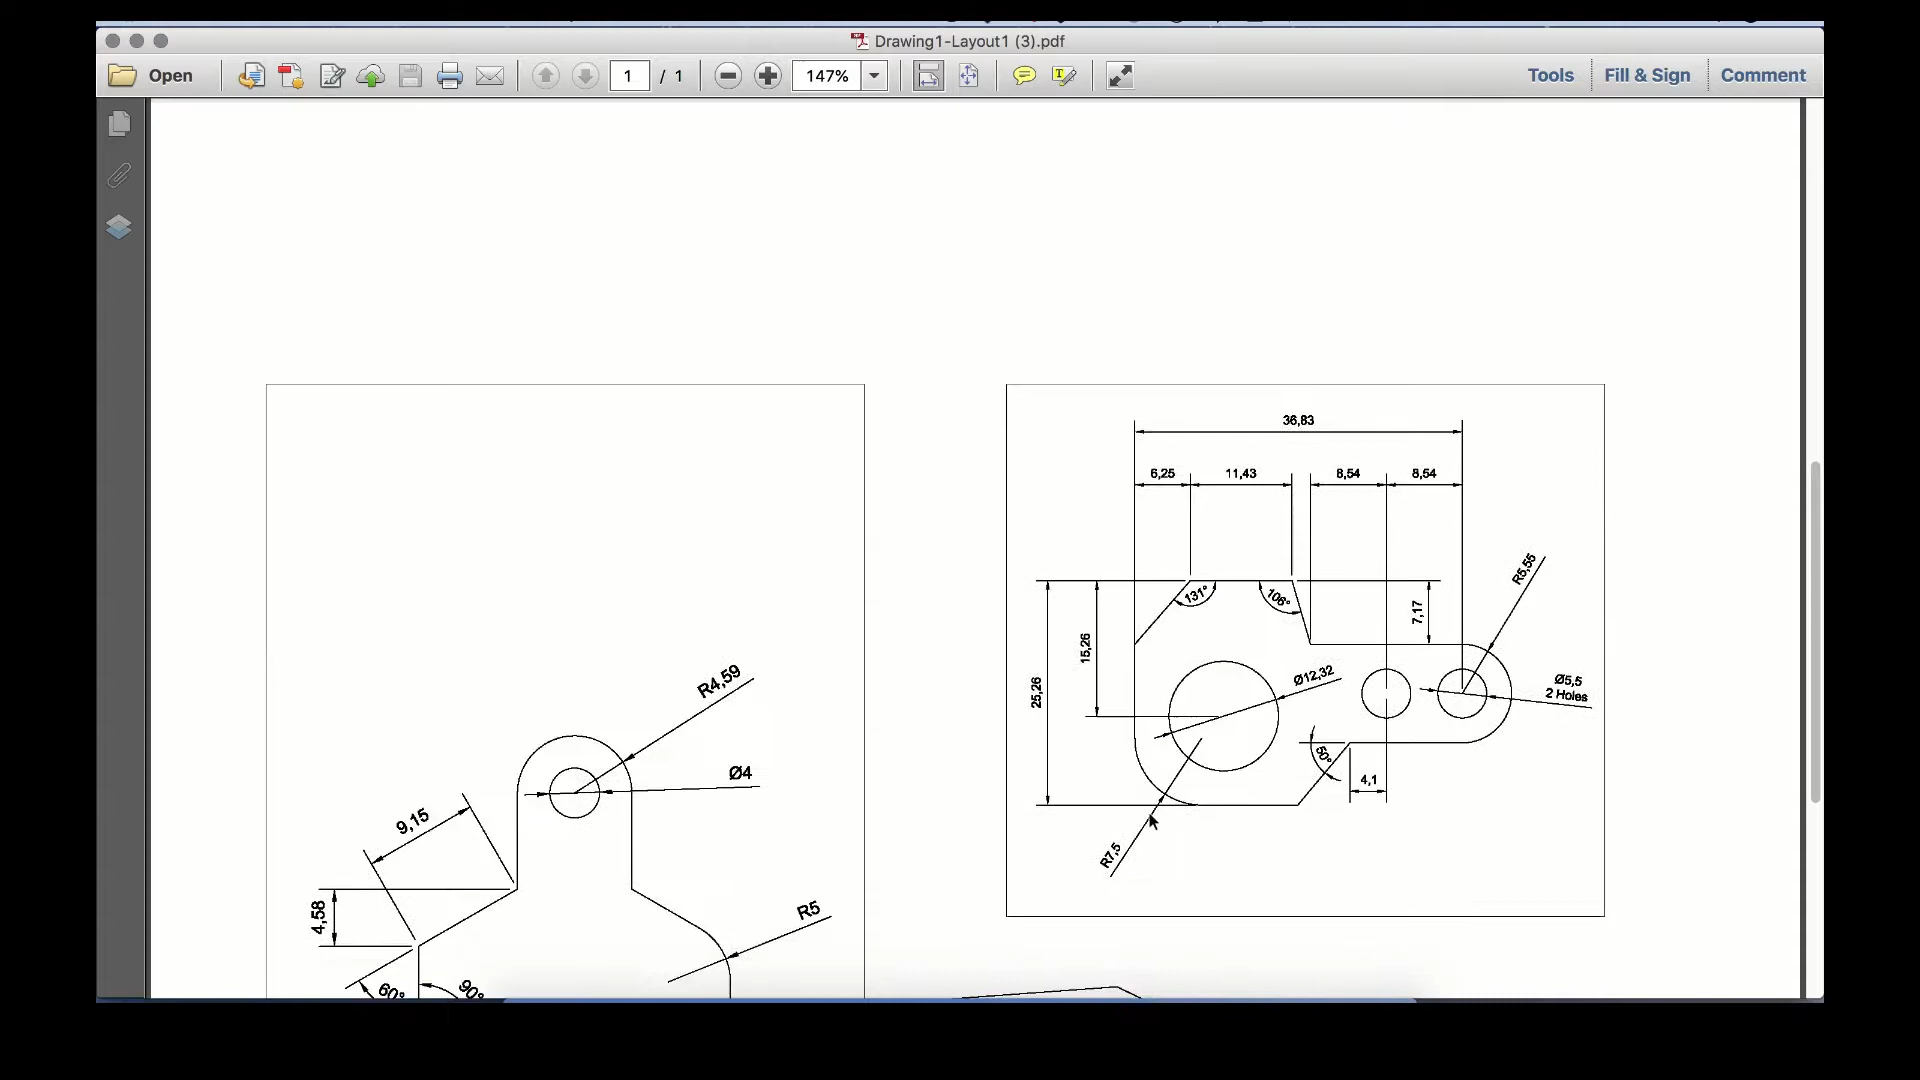 Drawing1-Layout1 (3).pdf
Open
1 / 1
147%
Tools
Fill & Sign
Comment
36,83
6,25
11,43
8,54
8,54
R5,55
131°
106°
7,17
15,26
25,26
Ø12,32
Ø5,5
2 Holes
50°
4,1
R7,5
R4,59
Ø4
9,15
4,58
R5
60°
90°